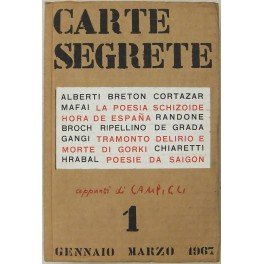 CARTE
SEGRETE
ALBERTI BRETON CORTAZAR
MAFAI LA POESIA SCHIZOIDE
HORA DE ESPAÑA RANDONE
BROCH RIPELLINO DE GRADA
GANGI TRAMONTO DELIRIO E
MORTE DI GORKI CHIARETTI
HRABAL POESIE DA SAIGON
appunti di CAMPIGLI
1
GENNAIO MARZO 1967